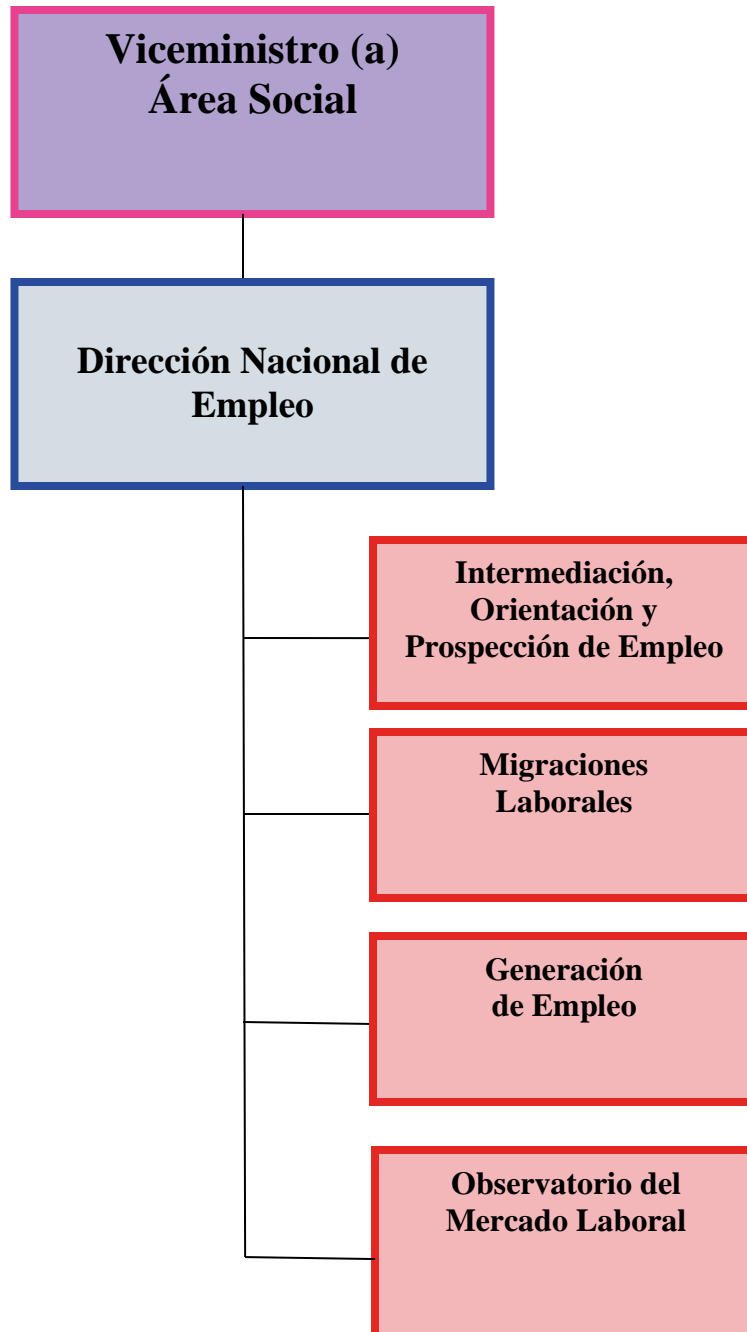 Viceministro (a)
Área Social
Dirección Nacional de
Empleo
Intermediación,
Orientación y
Prospección de Empleo
Migraciones
Laborales
Generación
de Empleo
Observatorio del
Mercado Laboral